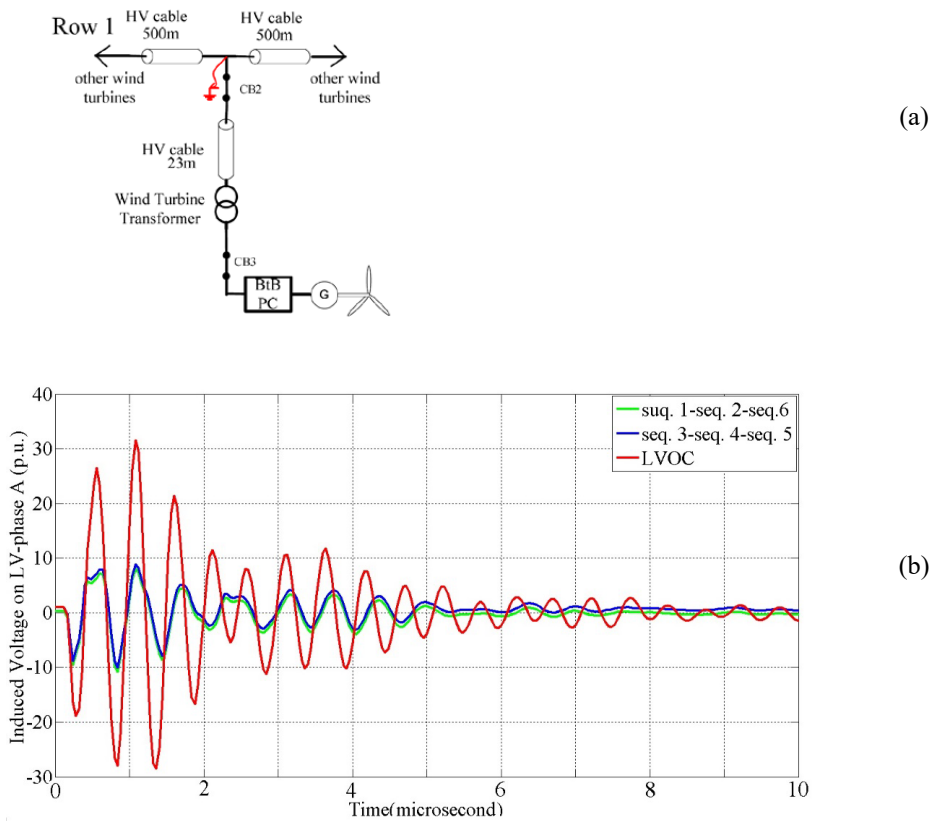 HV cable
500m
HV cable
500m
Row 1
other wind
turbines
other wind
turbines
CB2
(a)
HV cable
23m
Wind Turbine
Transformer
CB3
BtB
PC
G
40
30
20
10
0
-10
-20
-30
Induced Voltage on LV-phase A (p.u.)
suq. 1-seq. 2-seq.6
seq. 3-seq. 4-seq. 5
LVOC
(b)
0
2
4
6
8
10
Time(microsecond)